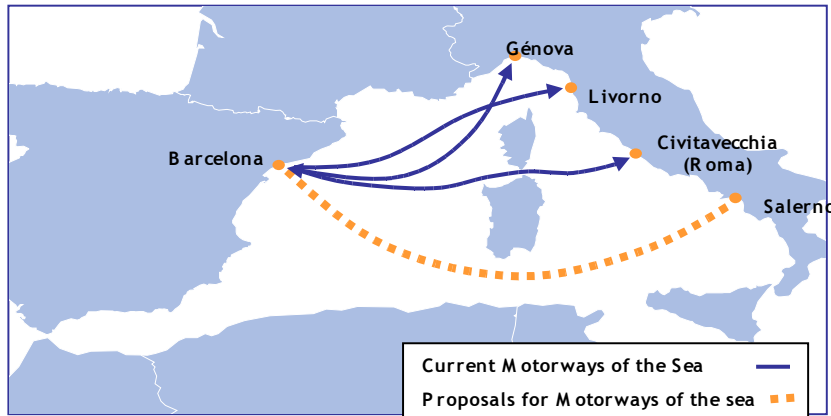 Génova
Livorno
Civitavecchia
(Roma)
Barcelona
Salerno
Current Motorways of the Sea
Proposals for Motorways of the sea